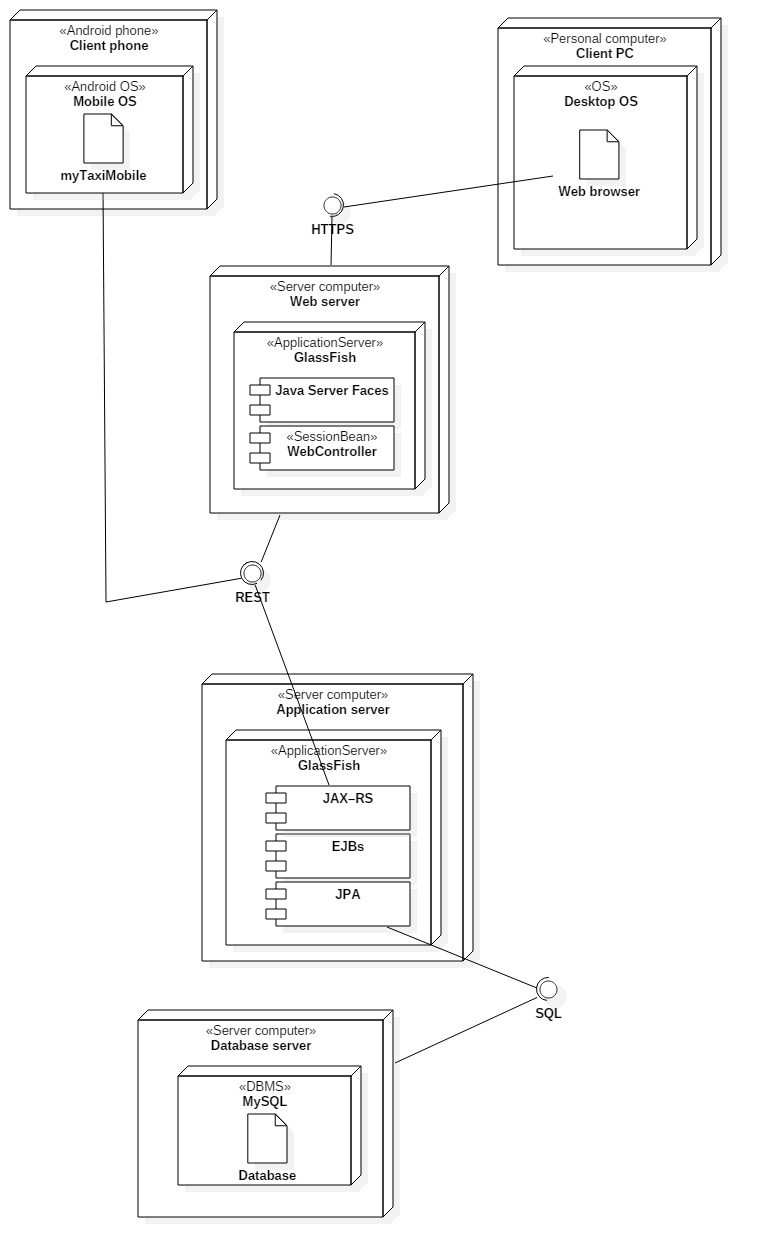 «Android phone»
Client phone
«Android OS»
Mobile OS
myTaxiMobile
«Personal computer»
Client PC
«OS»
Desktop OS
Web browser
HTTPS
«Server computer»
Web server
«ApplicationServer»
GlassFish
Java Server Faces
«SessionBean»
WebController
REST
«Server computer»
Application server
«ApplicationServer»
GlassFish
JAX–RS
EJBs
JPA
SQL
«Server computer»
Database server
«DBMS»
MySQL
Database